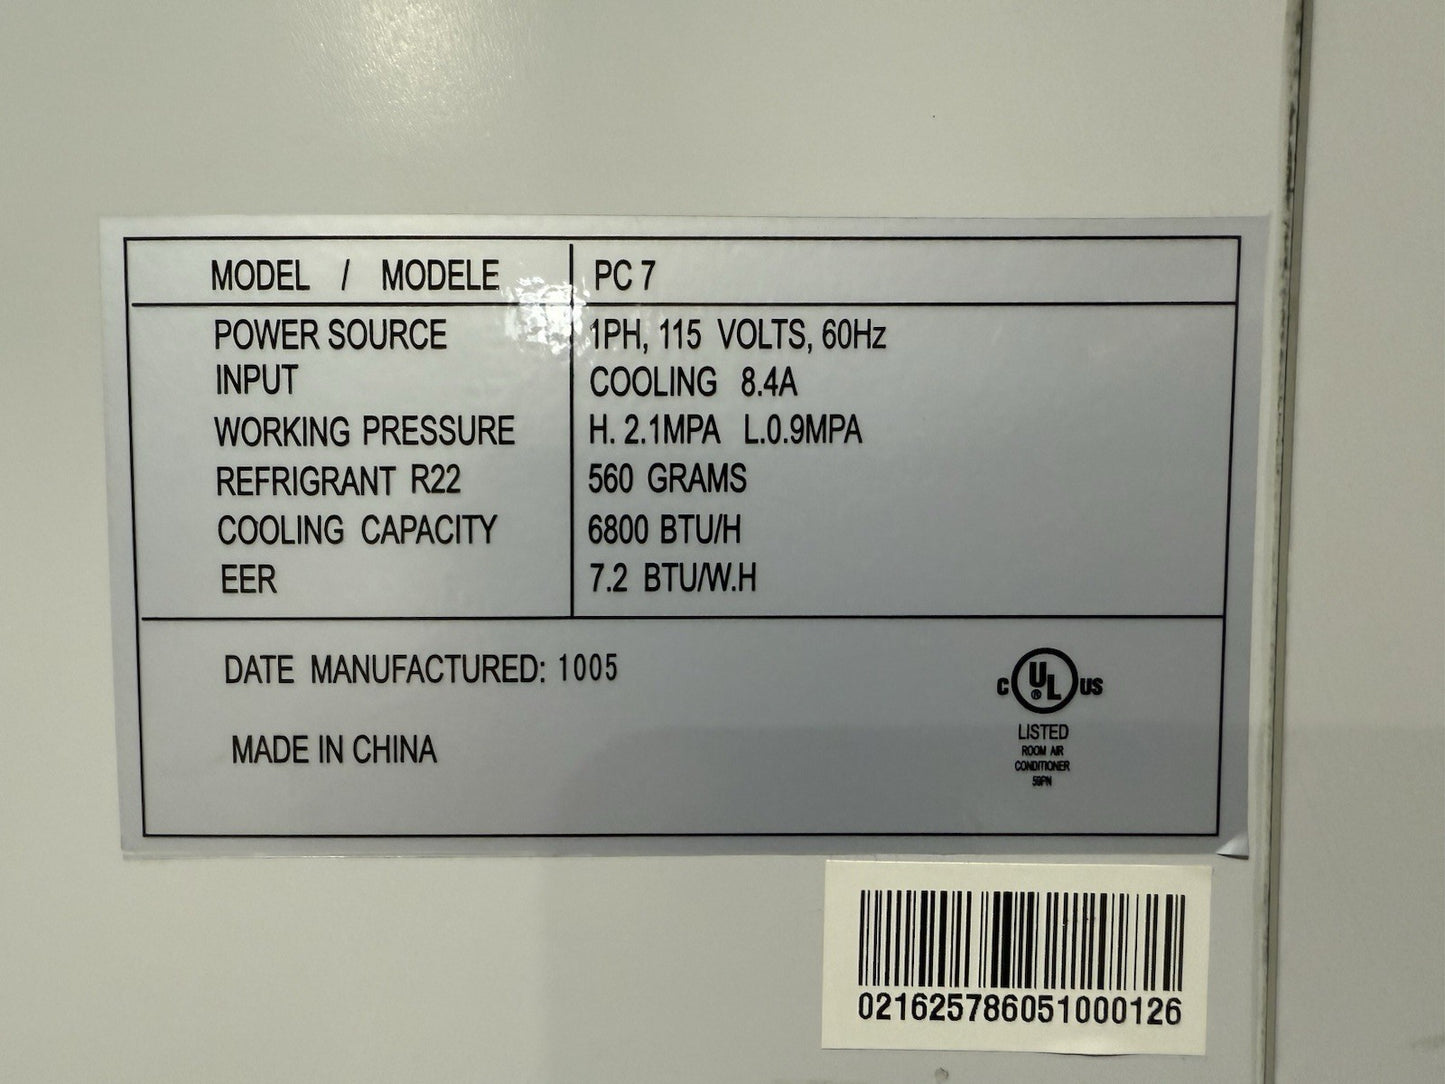 MODEL / MODELE PC 7
POWER SOURCE 1PH, 115 VOLTS, 60Hz
INPUT COOLING 8.4A
WORKING PRESSURE H. 2.1MPA L.0.9MPA
REFRIGRANT R22 560 GRAMS
COOLING CAPACITY 6800 BTU/H
EER 7.2 BTU/W.H
DATE MANUFACTURED: 1005
C UL® US
LISTED
ROOM AIR
CONDITIONER
59PN
MADE IN CHINA
021625786051000126